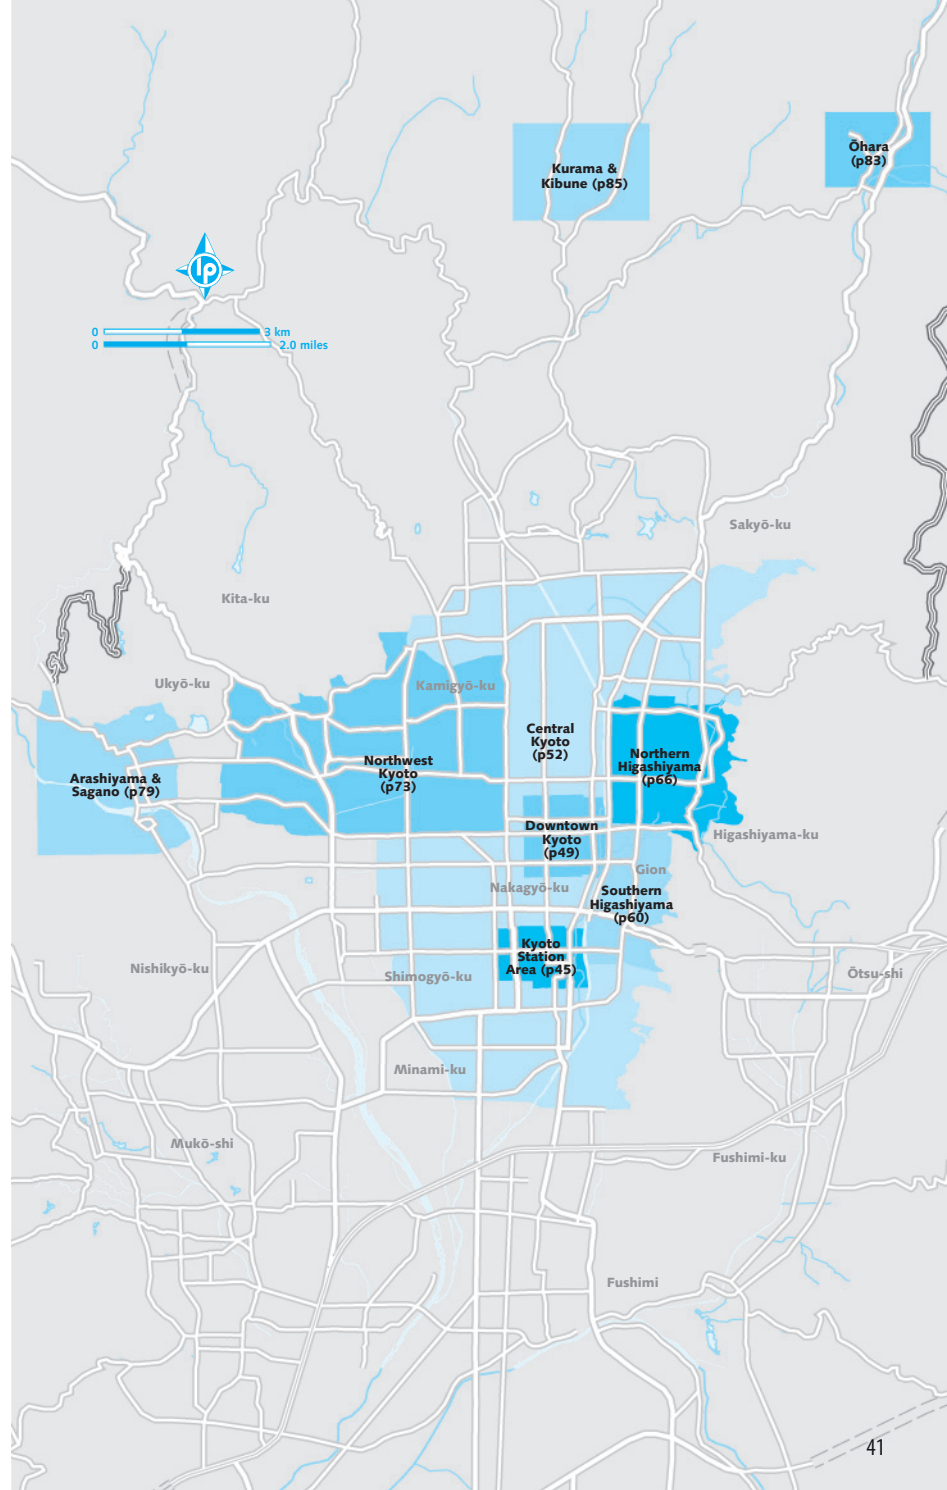 Ōhara
(p83)
Kurama &
Kibune (p85)
lp
0 3 km
0 2.0 miles
Sakyō-ku
Kita-ku
Ukyō-ku
Kamigyō-ku
Central
Kyoto
(p52)
Northwest
Kyoto
(p73)
Northern
Higashiyama
(p66)
Arashiyama &
Sagano (p79)
Downtown
Kyoto
(p49)
Higashiyama-ku
Gion
Nakagyō-ku
Southern
Higashiyama
(p60)
Kyoto
Station
Area (p45)
Nishikyō-ku
Shimogyō-ku
Ōtsu-shi
Minami-ku
Mukō-shi
Fushimi-ku
Fushimi
41